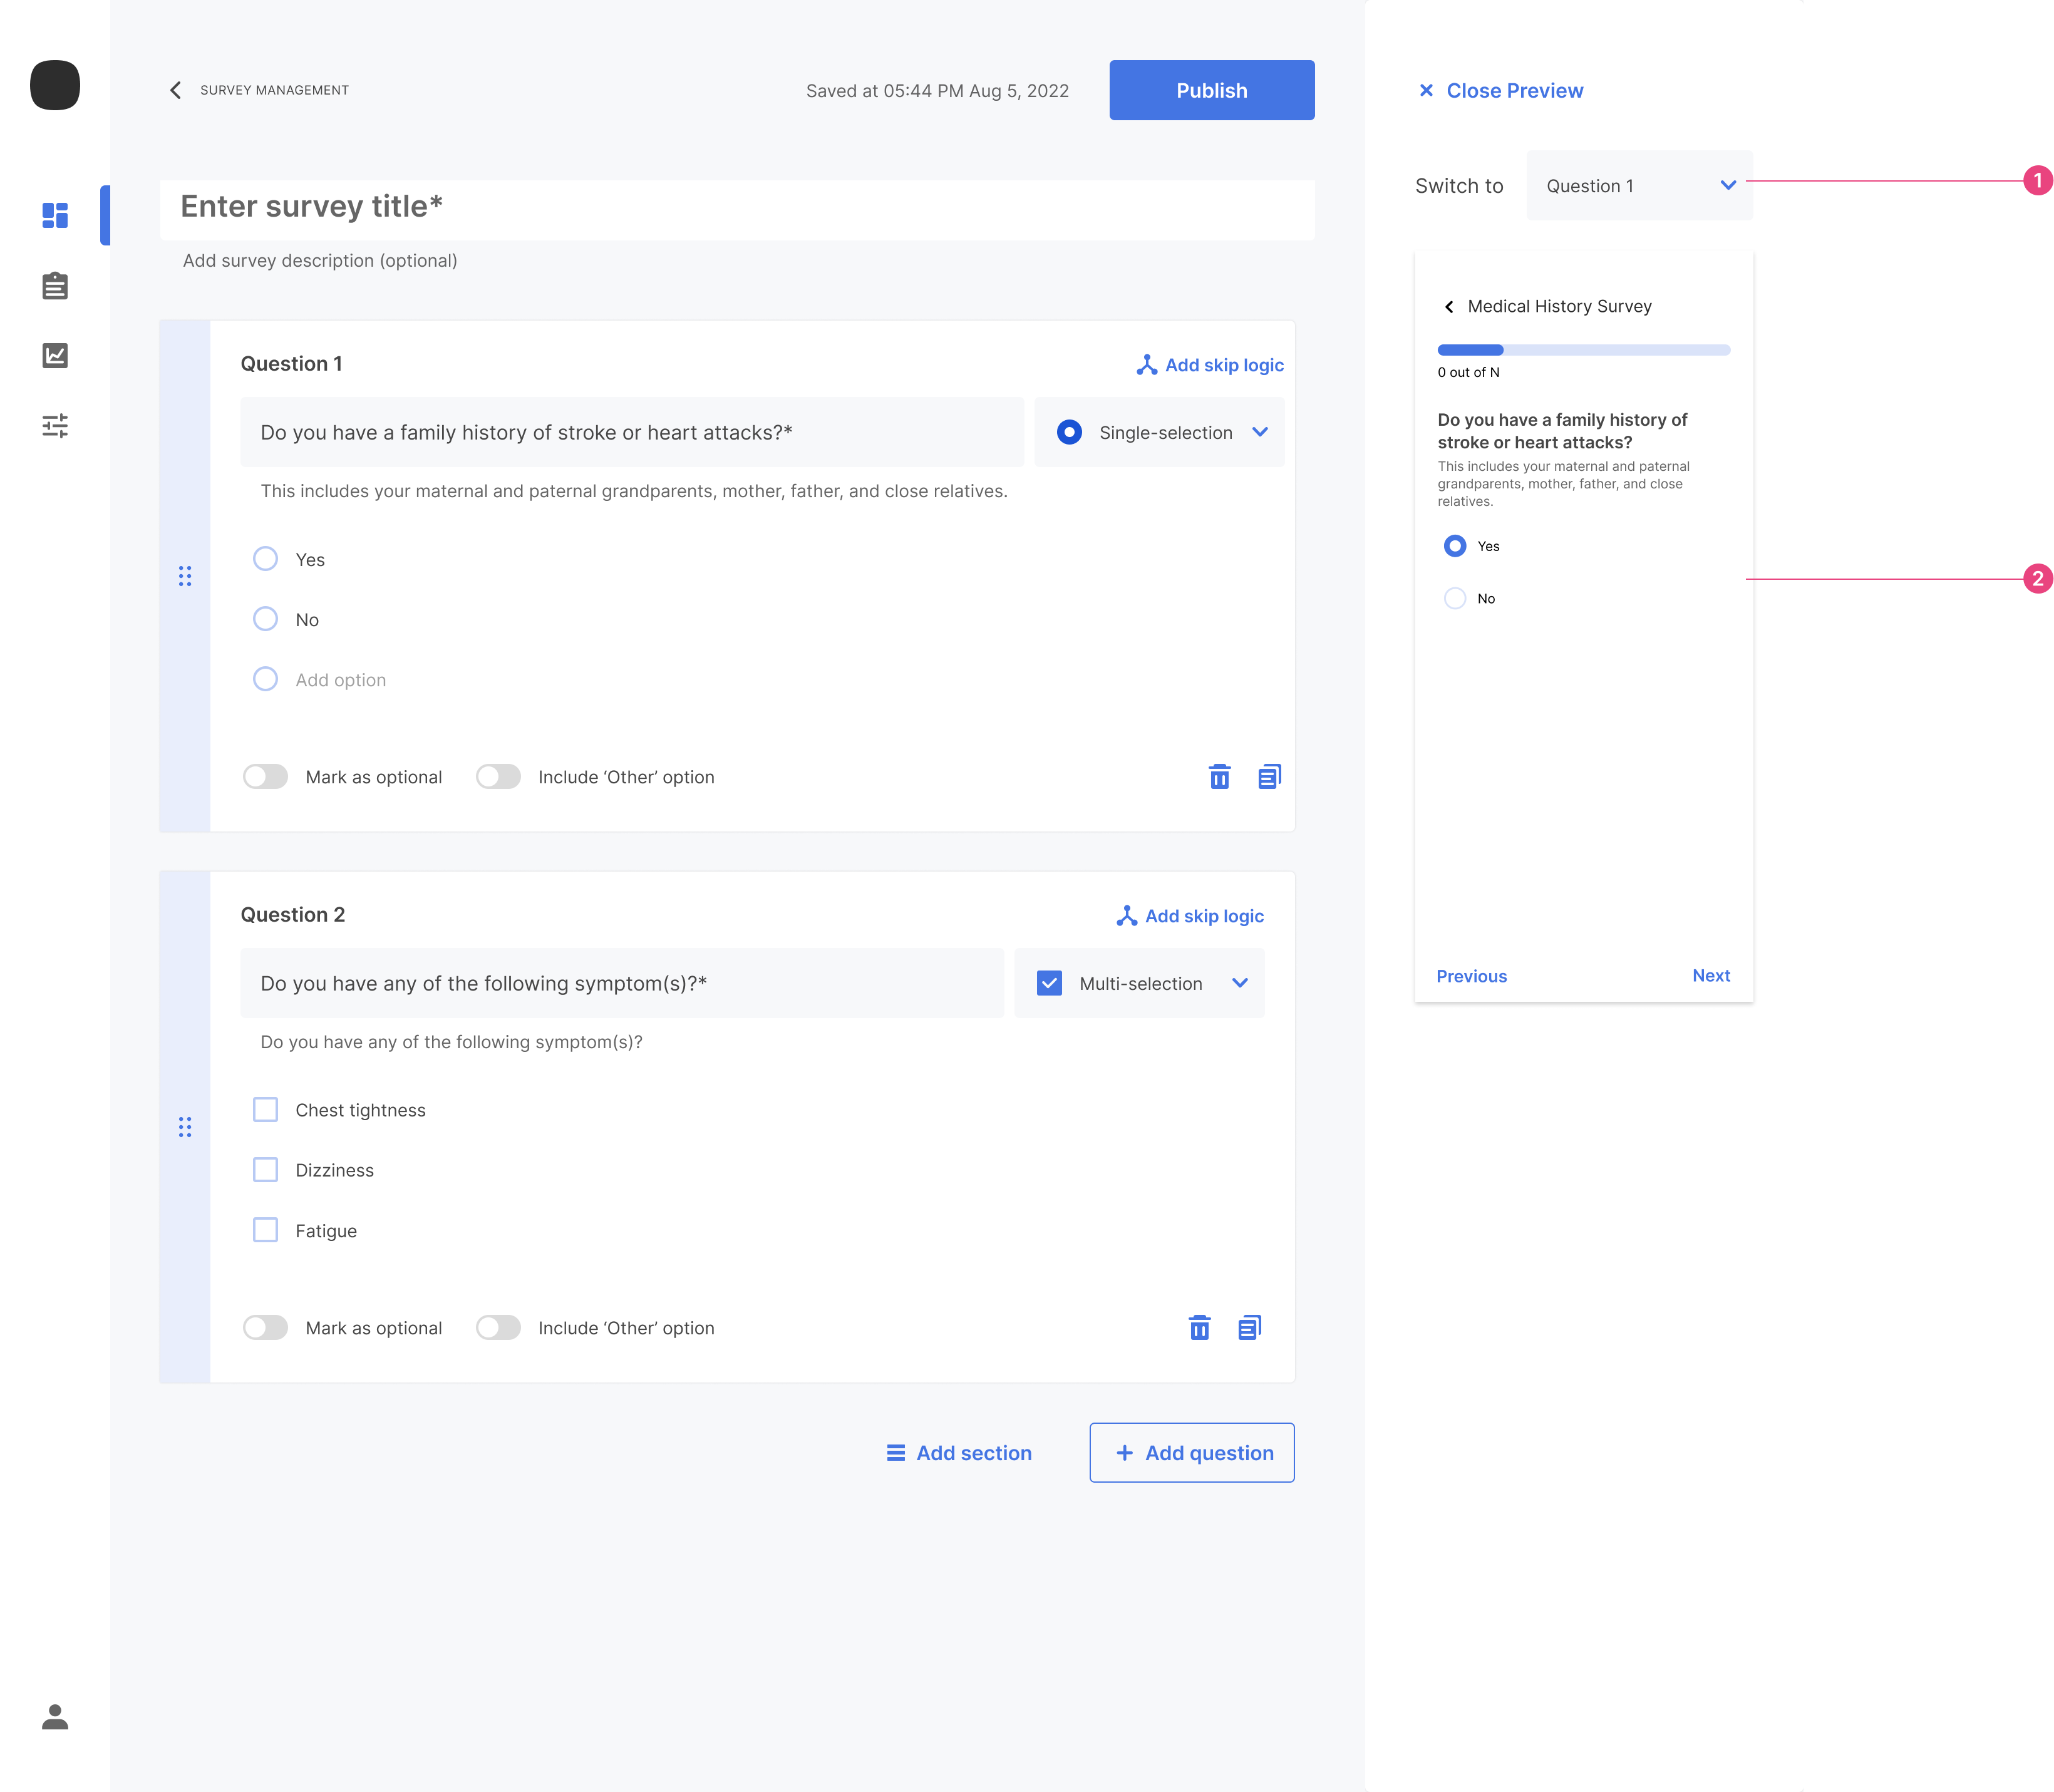 SURVEY MANAGEMENT
Saved at 05:44 PM Aug 5, 2022
Publish
Enter survey title*
Add survey description (optional)
Question 1
Add skip logic
Do you have a family history of stroke or heart attacks?*
Single-selection
This includes your maternal and paternal grandparents, mother, father, and close relatives.
Yes
No
Add option
Mark as optional
Include ‘Other’ option
Question 2
Add skip logic
Do you have any of the following symptom(s)?*
Multi-selection
Do you have any of the following symptom(s)?
Chest tightness
Dizziness
Fatigue
Mark as optional
Include ‘Other’ option
Add section
Add question
Close Preview
Switch to
Question 1
1
Medical History Survey
0 out of N
Do you have a family history of
stroke or heart attacks?
This includes your maternal and paternal
grandparents, mother, father, and close
relatives.
Yes
2
No
Previous
Next